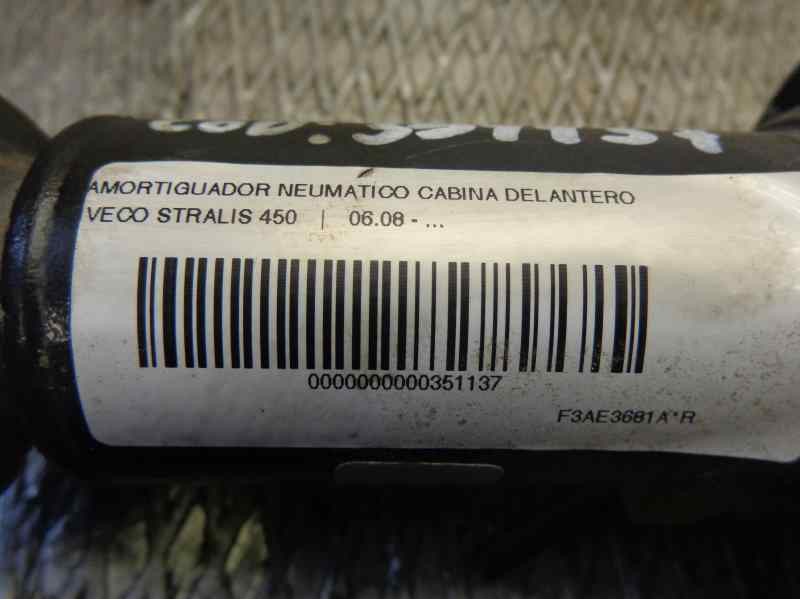 AMORTIGUADOR NEUMATICO CABINA DELANTERO
VECO STRALIS 450 | 06.08 - ...
0000000000351137
F3AE3681A*R